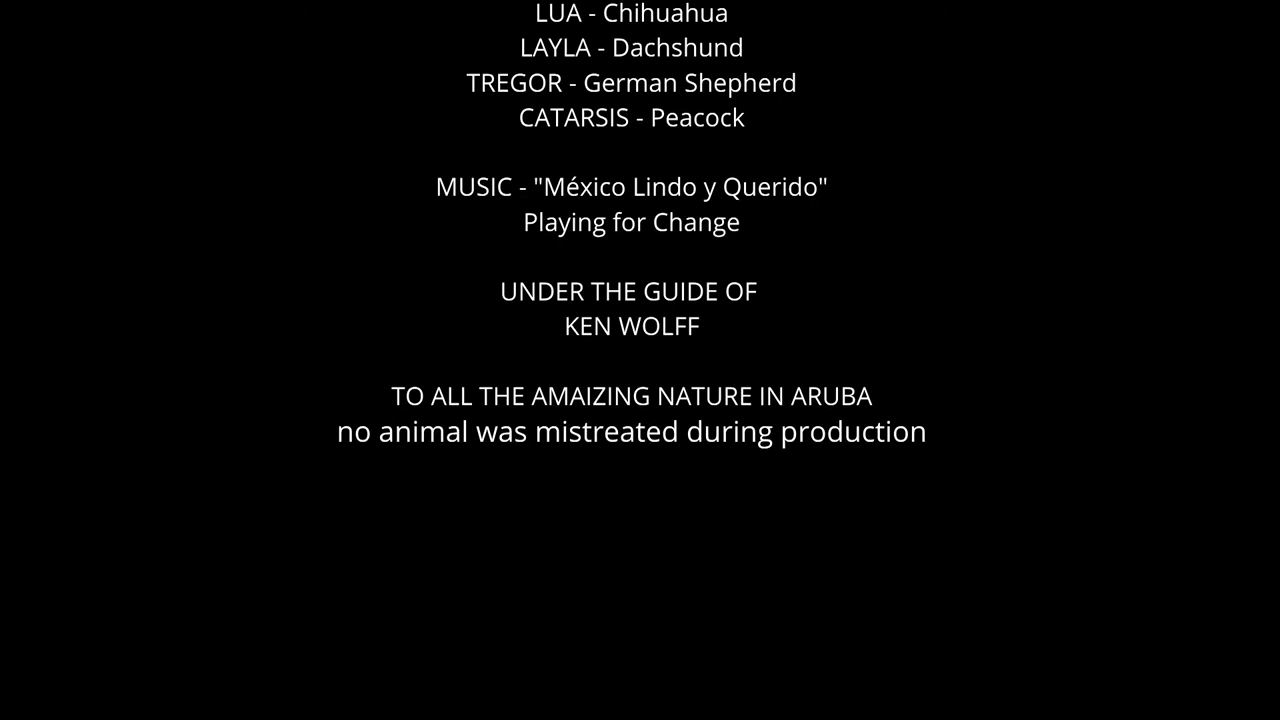 LUA - Chihuahua
LAYLA - Dachshund
TREGOR - German Shepherd
CATARSIS - Peacock
MUSIC - "México Lindo y Querido"
Playing for Change
UNDER THE GUIDE OF
KEN WOLFF
TO ALL THE AMAIZING NATURE IN ARUBA
no animal was mistreated during production